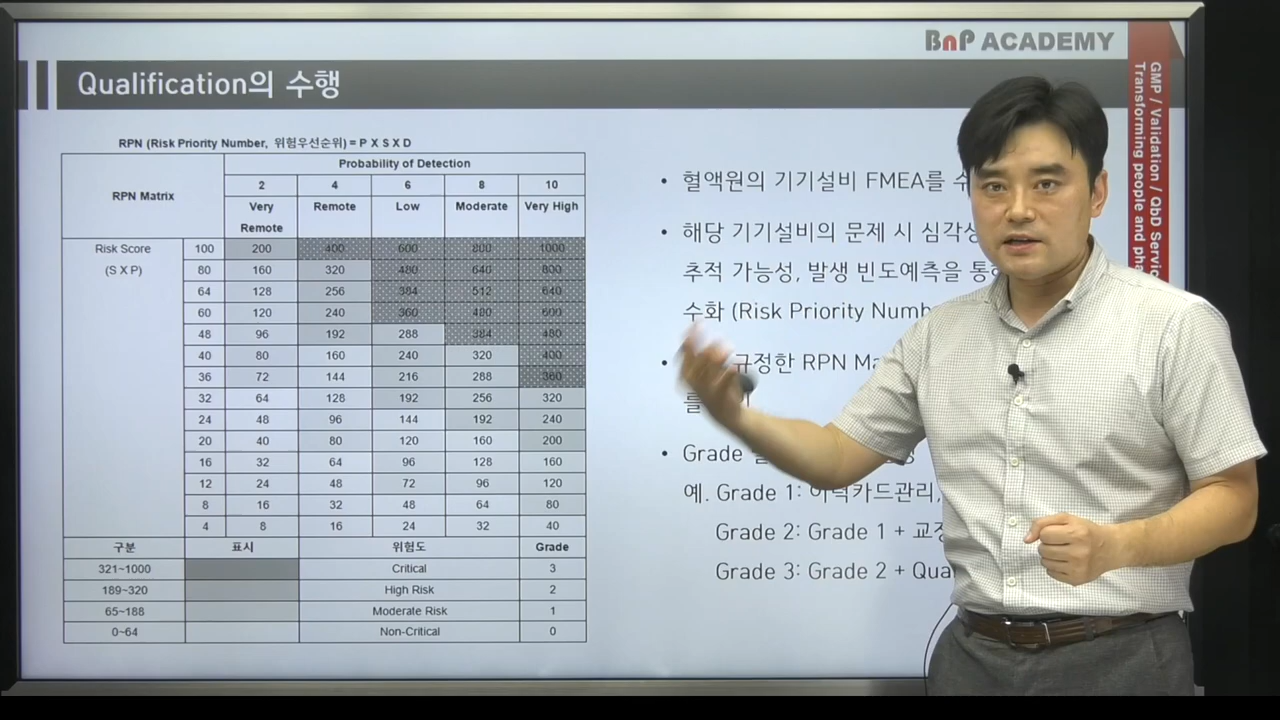 BnP ACADEMY
GMP / Validation / QbD Servic
Transforming people and pha
Qualification의 수행
RPN (Risk Priority Number, 위험우선순위) = P X S X D
RPN Matrix
Probability of Detection
2 4 6 8 10
Very Remote Remote Low Moderate Very High
Risk Score (S X P)
100 200 400 600 800 1000
80 160 320 480 640 800
64 128 256 384 512 640
60 120 240 360 480 600
48 96 192 288 384 480
40 80 160 240 320 400
36 72 144 216 288 360
32 64 128 192 256 320
24 48 96 144 192 240
20 40 80 120 160 200
16 32 64 96 128 160
12 24 48 72 96 120
8 16 32 48 64 80
4 8 16 24 32 40
구분 표시 위험도 Grade
321~1000 Critical 3
189~320 High Risk 2
65~188 Moderate Risk 1
0~64 Non-Critical 0
• 혈액원의 기기설비 FMEA를
• 해당 기기설비의 문제 시
추적 가능성, 발생 빈도예측을
수화 (Risk Priority Numb
• 규정한 RPN Ma
를
• Grade
예. Grade 1: 이력카드관리,
Grade 2: Grade 1 + 교정
Grade 3: Grade 2 + Qua